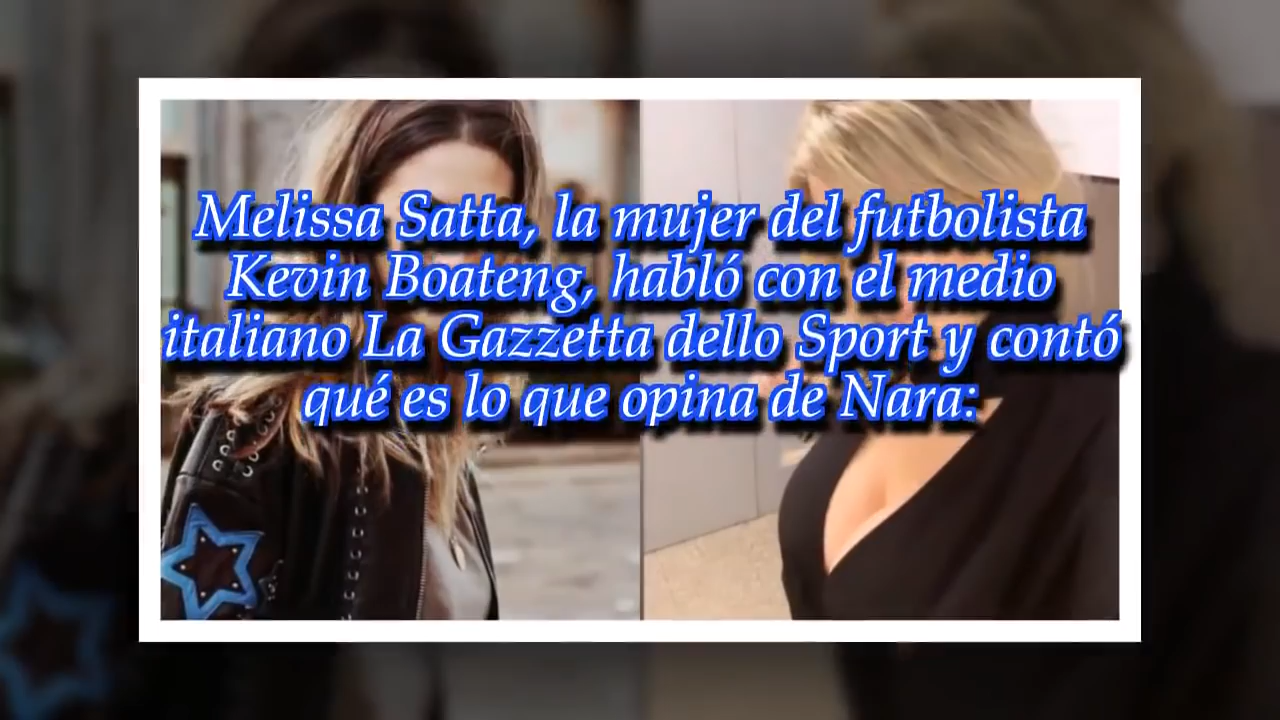 Melissa Satta, la mujer del futbolista
Kevin Boateng, habló con el medio
italiano La Gazzetta dello Sport y contó
qué es lo que opina de Nara: